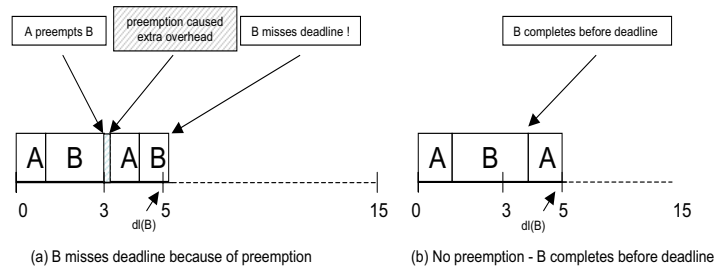 A preempts B
preemption caused
extra overhead
B misses deadline !
A B A B
0 3 5 15
dl(B)
(a) B misses deadline because of preemption
B completes before deadline
A B A
0 3 5 15
dl(B)
(b) No preemption - B completes before deadline